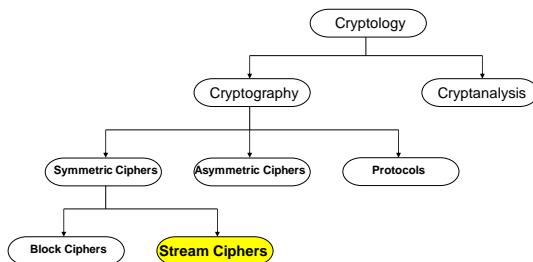 Cryptology
Cryptography
Cryptanalysis
Symmetric Ciphers
Asymmetric Ciphers
Protocols
Block Ciphers
Stream Ciphers